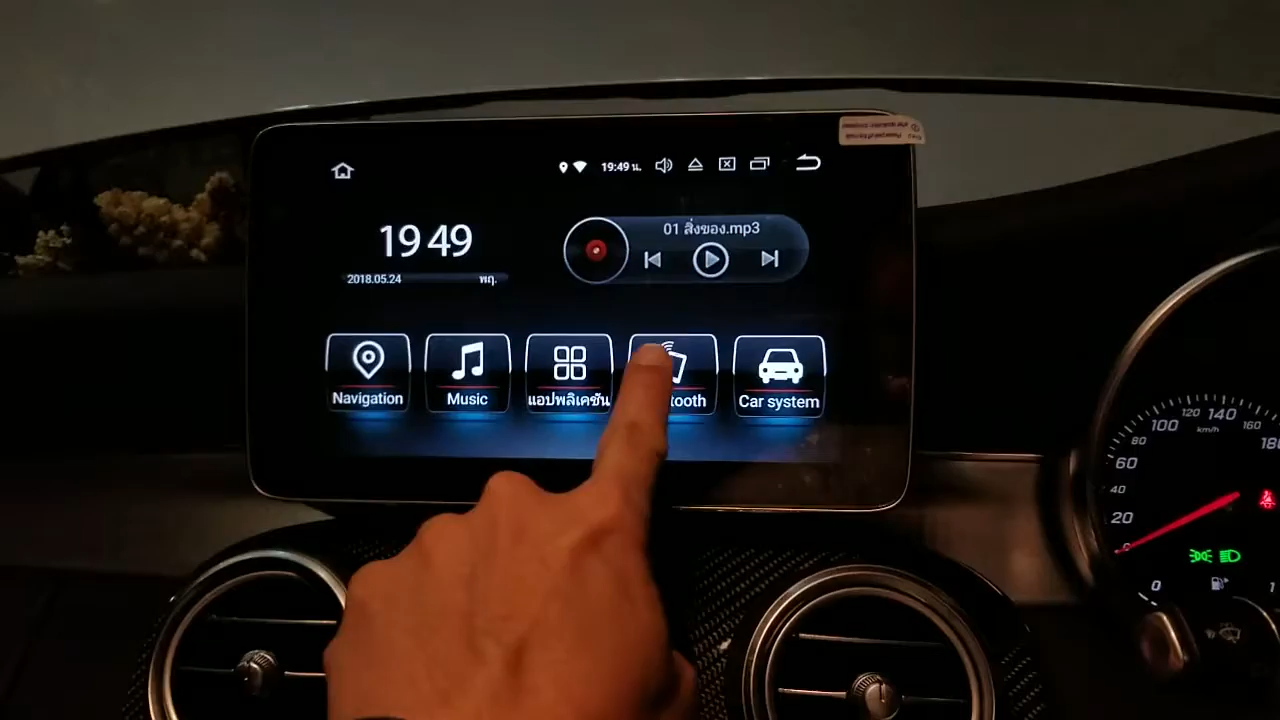 19:49 น.
19 49
2018.05.24 พฤ.
01 สิ่งของ.mp3
Navigation
Music
แอปพลิเคชัน
tooth
Car system
0
20
40
60
80
100
120
140
160
180
km/h
0
1